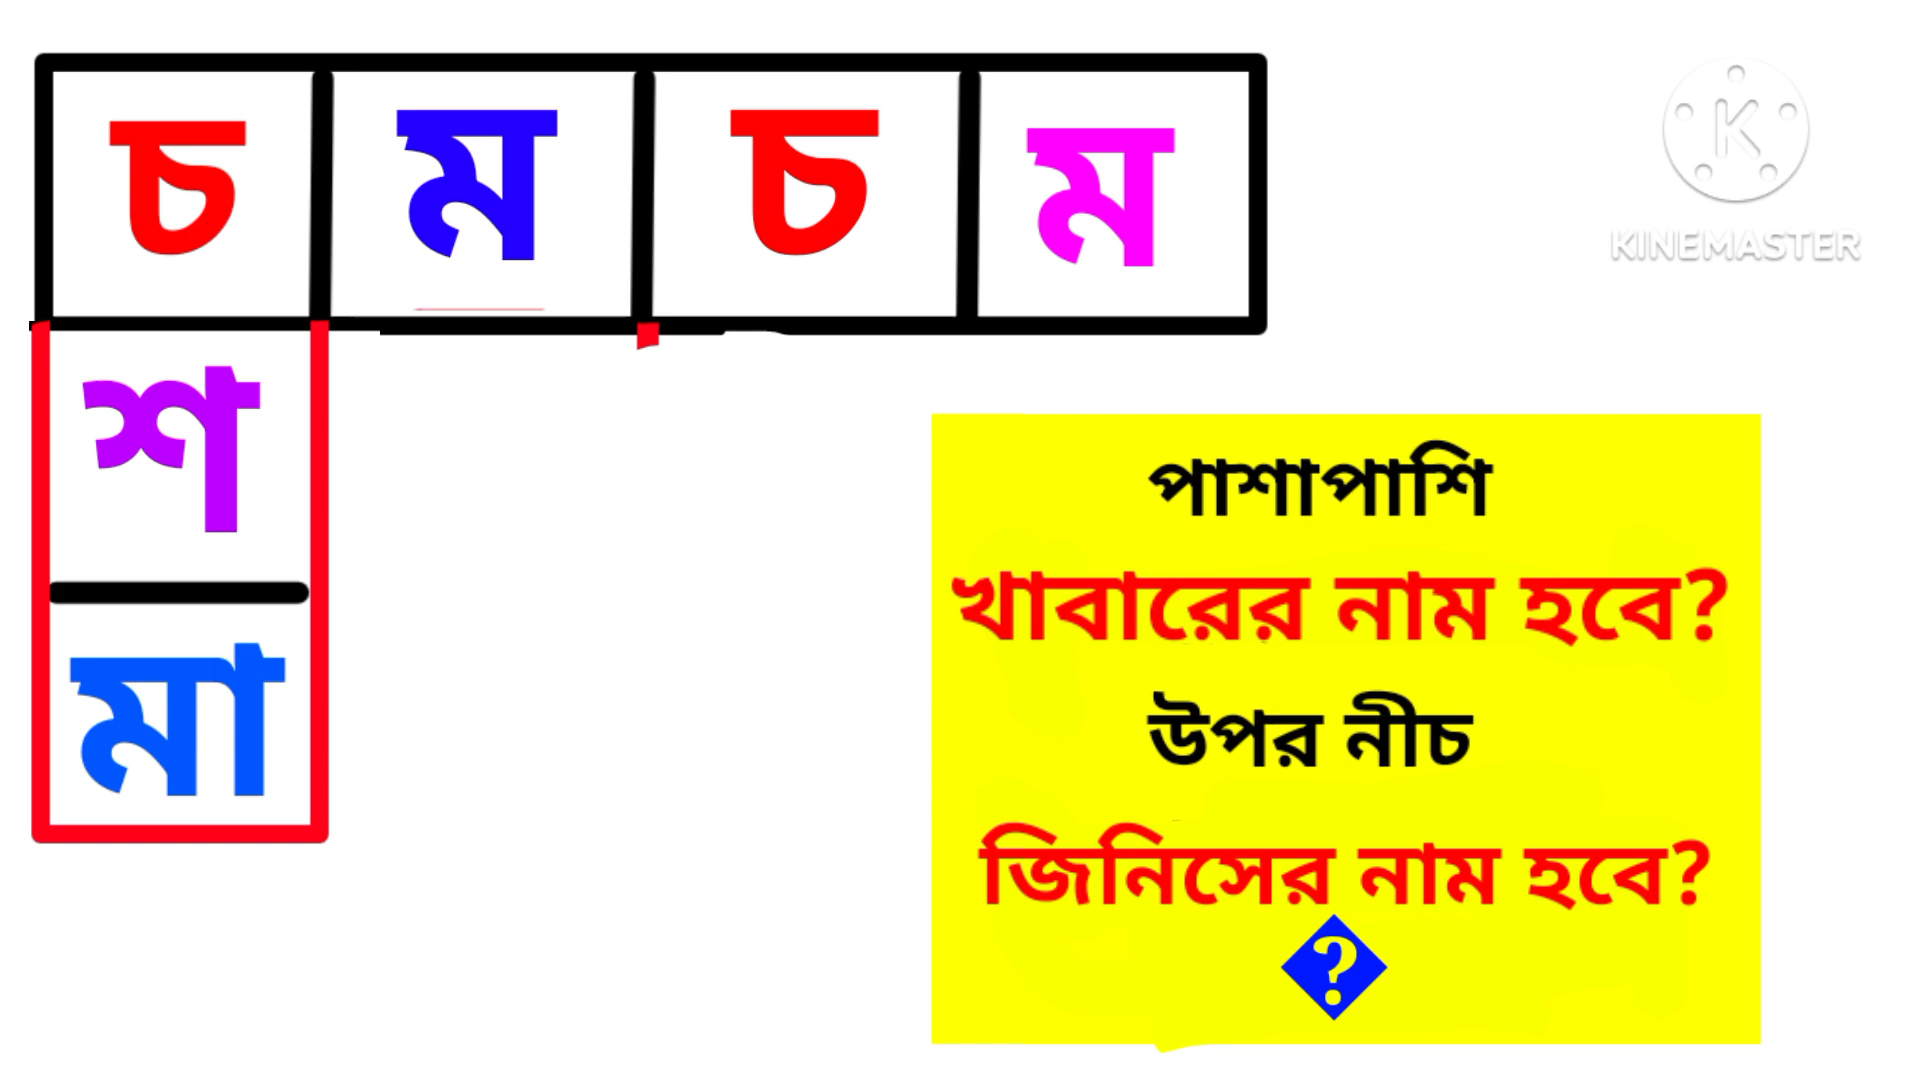 চ ম চ ম
K
KINEMASTER
শ
মা
পাশাপাশি
খাবারের নাম হবে?
উপর নীচ
জিনিসের নাম হবে?
�